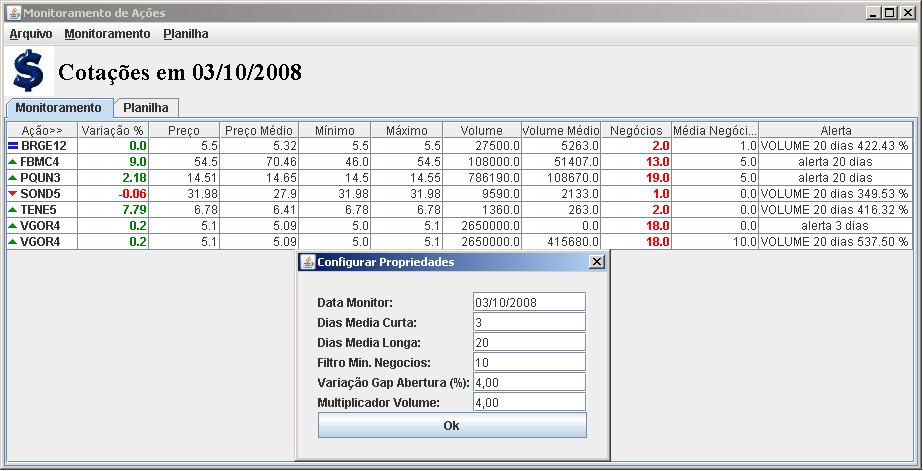 Monitoramento de Ações
Arquivo Monitoramento Planilha
Cotações em 03/10/2008
Monitoramento Planilha
Ação>> Variação % Preço Preço Médio Mínimo Máximo Volume Volume Médio Negócios Média Negóci... Alerta
BRGE12 0.0 5.5 5.32 5.5 5.5 27500.0 5263.0 2.0 1.0 VOLUME 20 dias 422.43 %
FBMC4 9.0 54.5 70.46 46.0 54.5 108000.0 51407.0 13.0 5.0 alerta 20 dias
PQUN3 2.18 14.51 14.65 14.5 14.55 786190.0 108670.0 19.0 5.0 alerta 20 dias
SOND5 -0.06 31.98 27.9 31.98 31.98 9590.0 2133.0 1.0 0.0 VOLUME 20 dias 349.53 %
TENE5 7.79 6.78 6.41 6.78 6.78 1360.0 263.0 2.0 0.0 VOLUME 20 dias 416.32 %
VGOR4 0.2 5.1 5.09 5.0 5.1 2650000.0 0.0 18.0 0.0 alerta 3 dias
VGOR4 0.2 5.1 5.09 5.0 5.1 2650000.0 415680.0 18.0 10.0 VOLUME 20 dias 537.50 %
Configurar Propriedades
Data Monitor: 03/10/2008
Dias Media Curta: 3
Dias Media Longa: 20
Filtro Min. Negocios: 10
Variação Gap Abertura (%): 4,00
Multiplicador Volume: 4,00
Ok